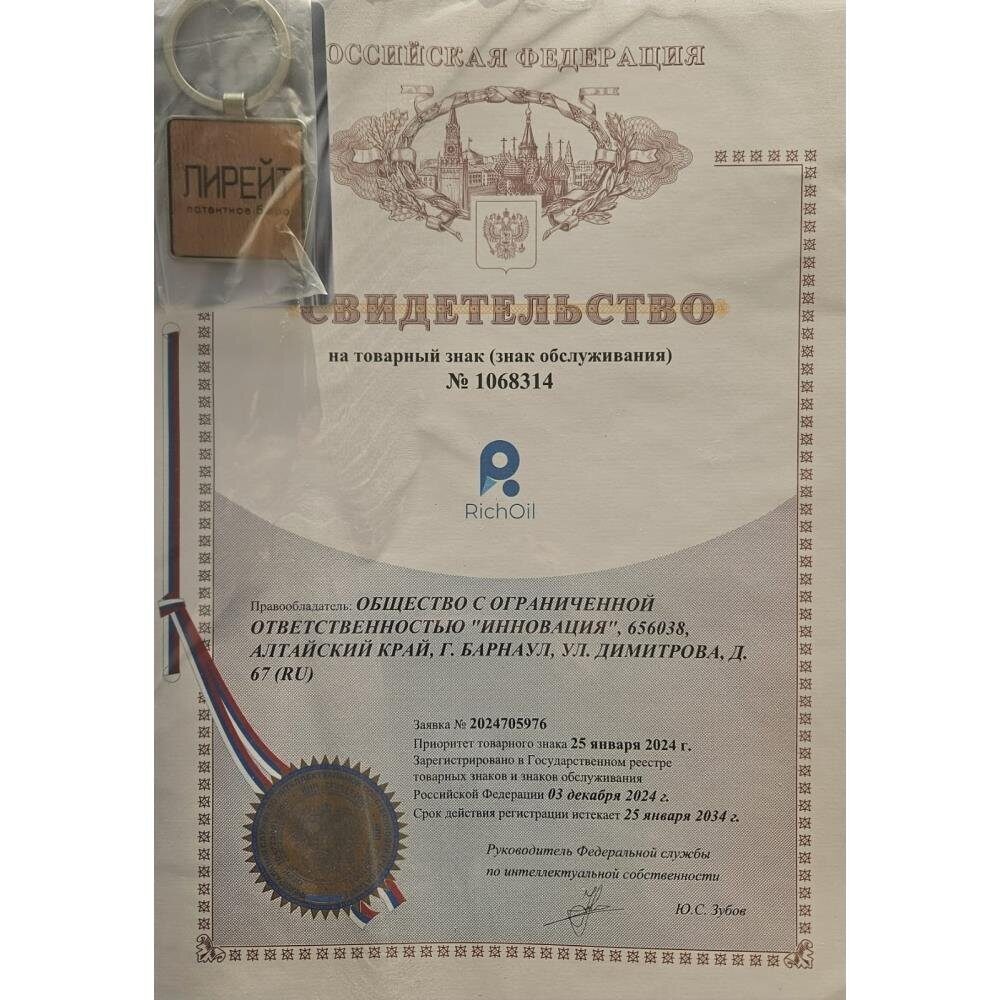 ЛИРЕЙТ
патентное бюро
РОССИЙСКАЯ ФЕДЕРАЦИЯ
СВИДЕТЕЛЬСТВО
на товарный знак (знак обслуживания)
№ 1068314
RichOil
Правообладатель: ОБЩЕСТВО С ОГРАНИЧЕННОЙ
ОТВЕТСТВЕННОСТЬЮ "ИННОВАЦИЯ", 656038,
АЛТАЙСКИЙ КРАЙ, Г. БАРНАУЛ, УЛ. ДИМИТРОВА, Д.
67 (RU)
Заявка № 2024705976
Приоритет товарного знака 25 января 2024 г.
Зарегистрировано в Государственном реестре
товарных знаков и знаков обслуживания
Российской Федерации 03 декабря 2024 г.
Срок действия регистрации истекает 25 января 2034 г.
Руководитель Федеральной службы
по интеллектуальной собственности
Ю.С. Зубов